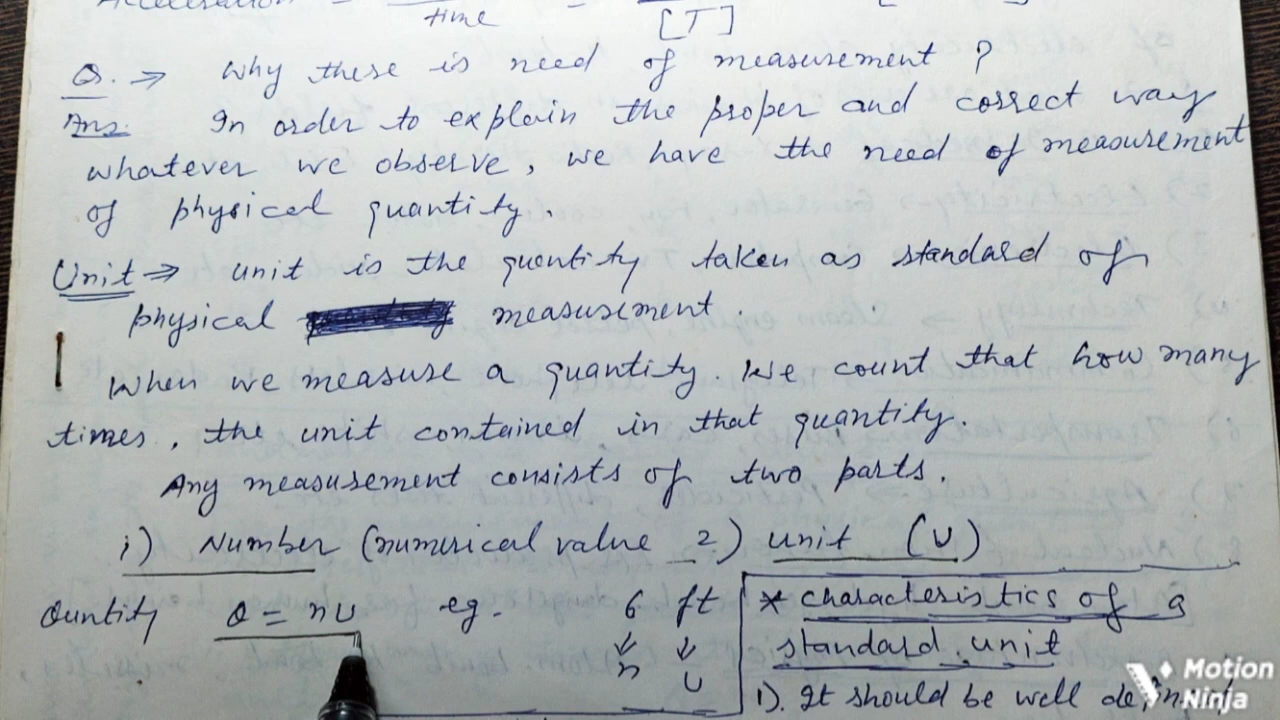 Acceleration = time = [T]
Q. → Why there is need of measurement ?
Ans. In order to explain the proper and correct way
whatever we observe, we have the need of measurement
of physical quantity.
Unit ⇒ unit is the quantity taken as standard of
physical measurement.
When we measure a quantity. We count that how many
times, the unit contained in that quantity.
Any measurement consists of two parts.
i) Number (numerical value 2) unit (U)
Quntity Q = nU eg. 6 ft
n U
* characteristics of a
standard unit
1). It should be well defined
Motion
Ninja